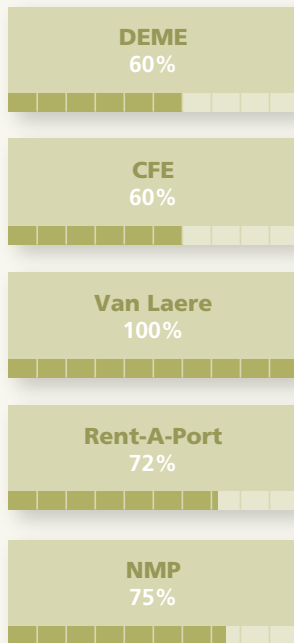 DEME
60%
CFE
60%
Van Laere
100%
Rent-A-Port
72%
NMP
75%